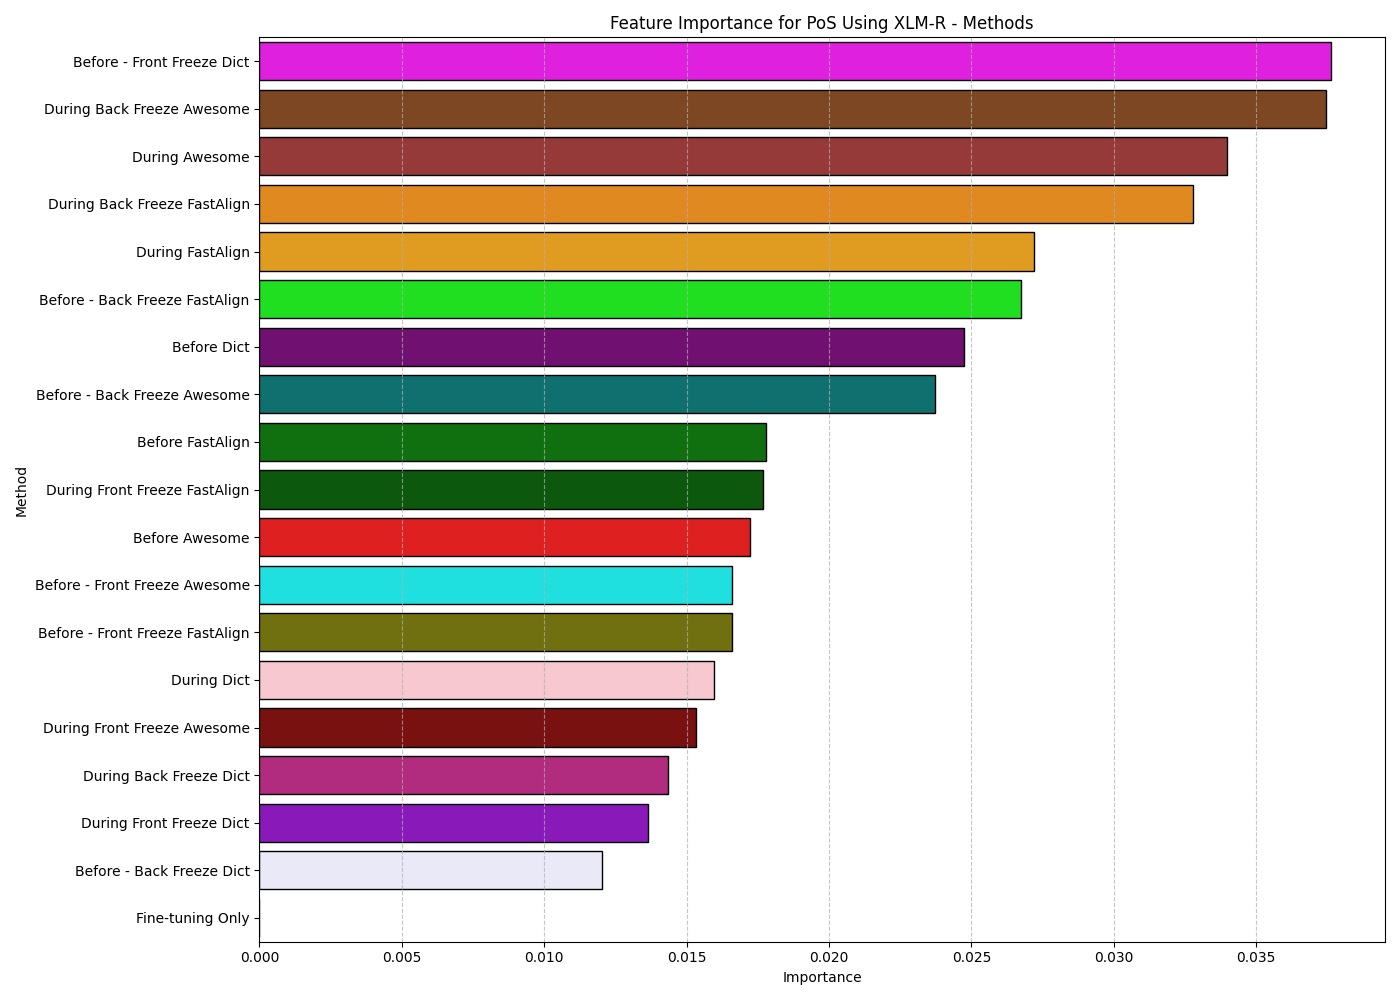 Feature Importance for PoS Using XLM-R - Methods
Before - Front Freeze Dict
During Back Freeze Awesome
During Awesome
During Back Freeze FastAlign
During FastAlign
Before - Back Freeze FastAlign
Before Dict
Before - Back Freeze Awesome
Before FastAlign
During Front Freeze FastAlign
Before Awesome
Before - Front Freeze Awesome
Before - Front Freeze FastAlign
During Dict
During Front Freeze Awesome
During Back Freeze Dict
During Front Freeze Dict
Before - Back Freeze Dict
Fine-tuning Only
Method
0.000 0.005 0.010 0.015 0.020 0.025 0.030 0.035
Importance